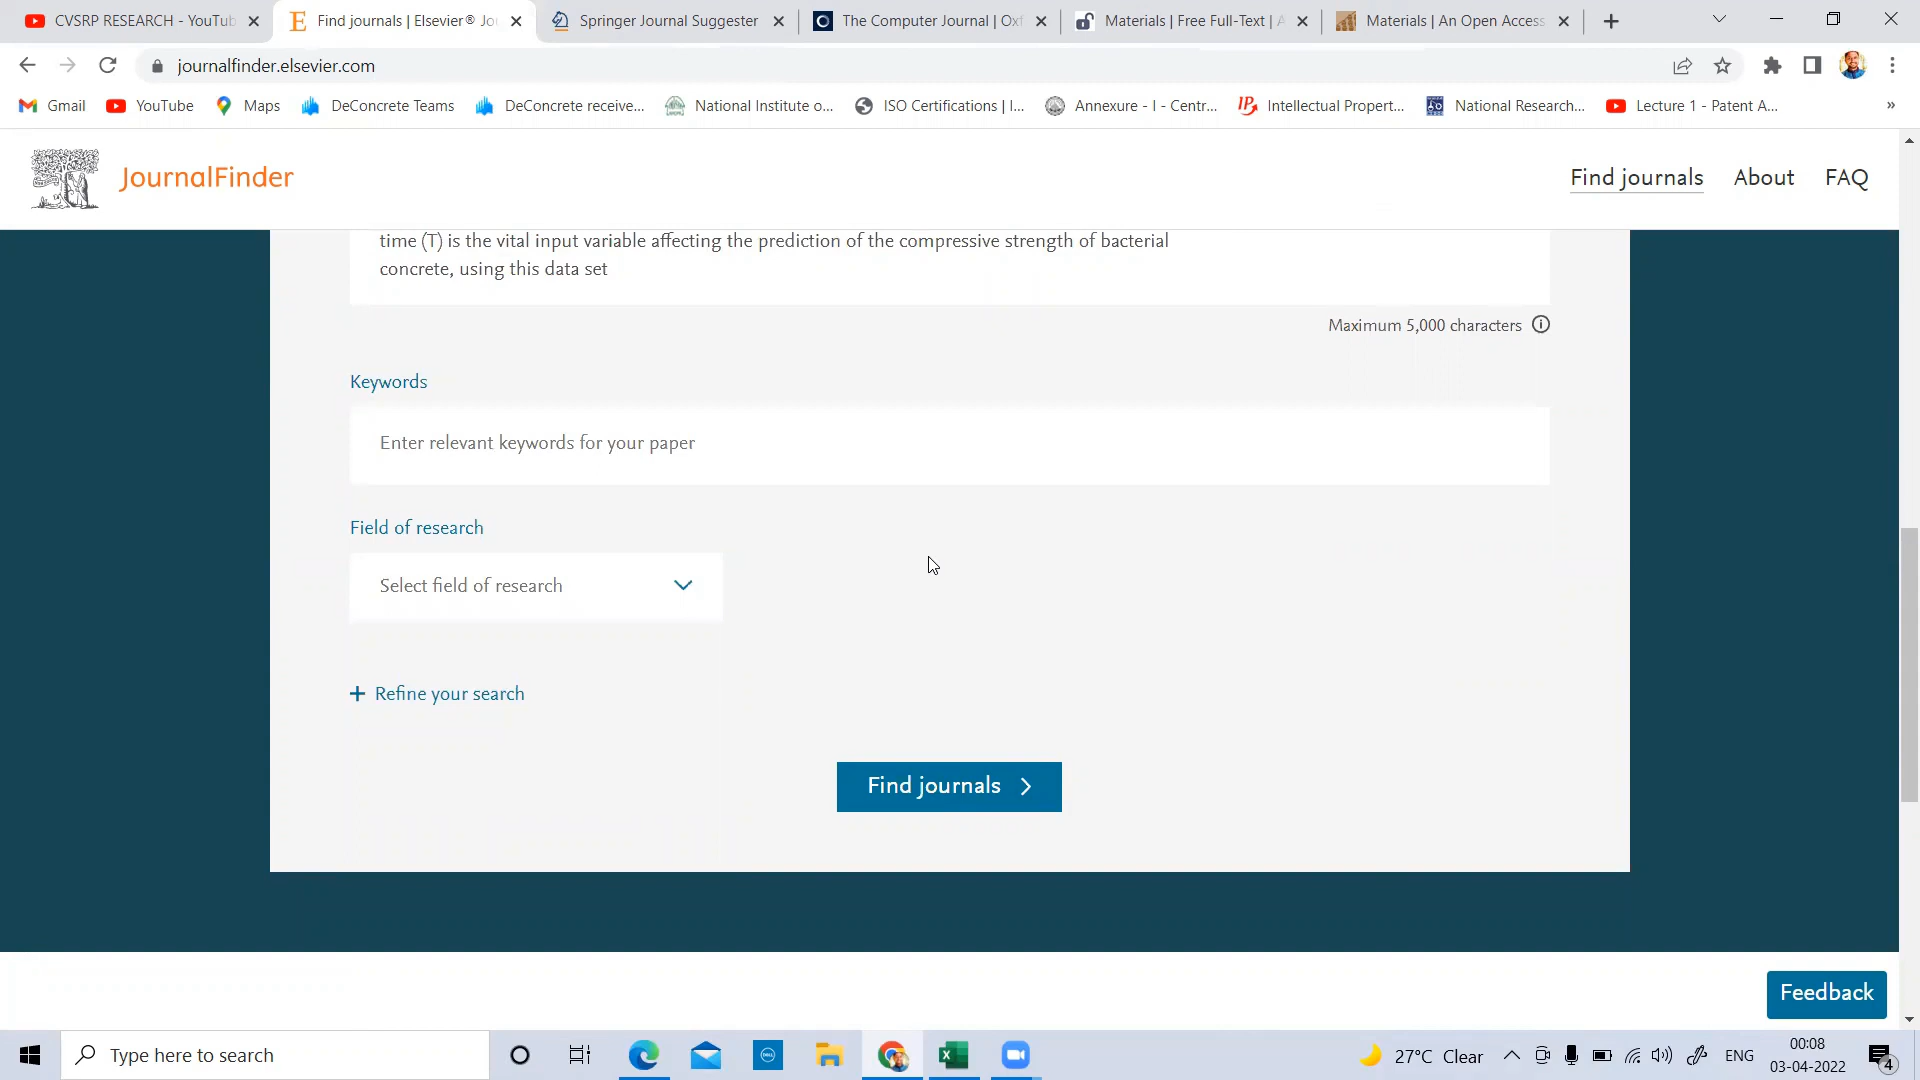 CVSRP RESEARCH - YouTub
Find journals | Elsevier® Jou
Springer Journal Suggester
The Computer Journal | Oxf
Materials | Free Full-Text | A
Materials | An Open Access
journalfinder.elsevier.com
Gmail
YouTube
Maps
DeConcrete Teams
DeConcrete receive...
National Institute o...
ISO Certifications | I...
Annexure - I - Centr...
Intellectual Propert...
National Research...
Lecture 1 - Patent A...
»
JournalFinder
Find journals
About
FAQ
time (T) is the vital input variable affecting the prediction of the compressive strength of bacterial
concrete, using this data set
Maximum 5,000 characters
Keywords
Enter relevant keywords for your paper
Field of research
Select field of research
+ Refine your search
Find journals
Feedback
Type here to search
DELL
27°C Clear
ENG
00:08
03-04-2022
4